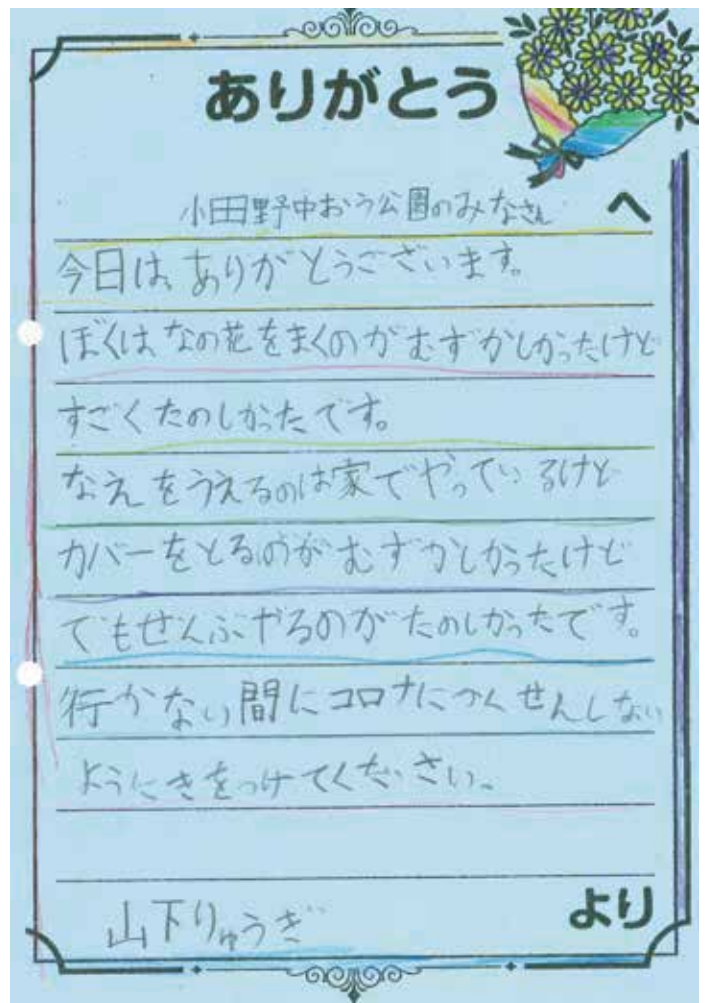 ありがとう
小田野中おう公園のみなさん へ
今日は、ありがとうございます。
ぼくは、なの花をまくのがむずかしかったけど
すごくたのしかったです。
なえをうえるのは家でやっているけど
カバーをとるのがむずかしかったけど
でもぜんぶやるのがたのしかったです。
行かない間にコロナにかんせんしない
ようにきをつけてください。
山下りゅうぎ より